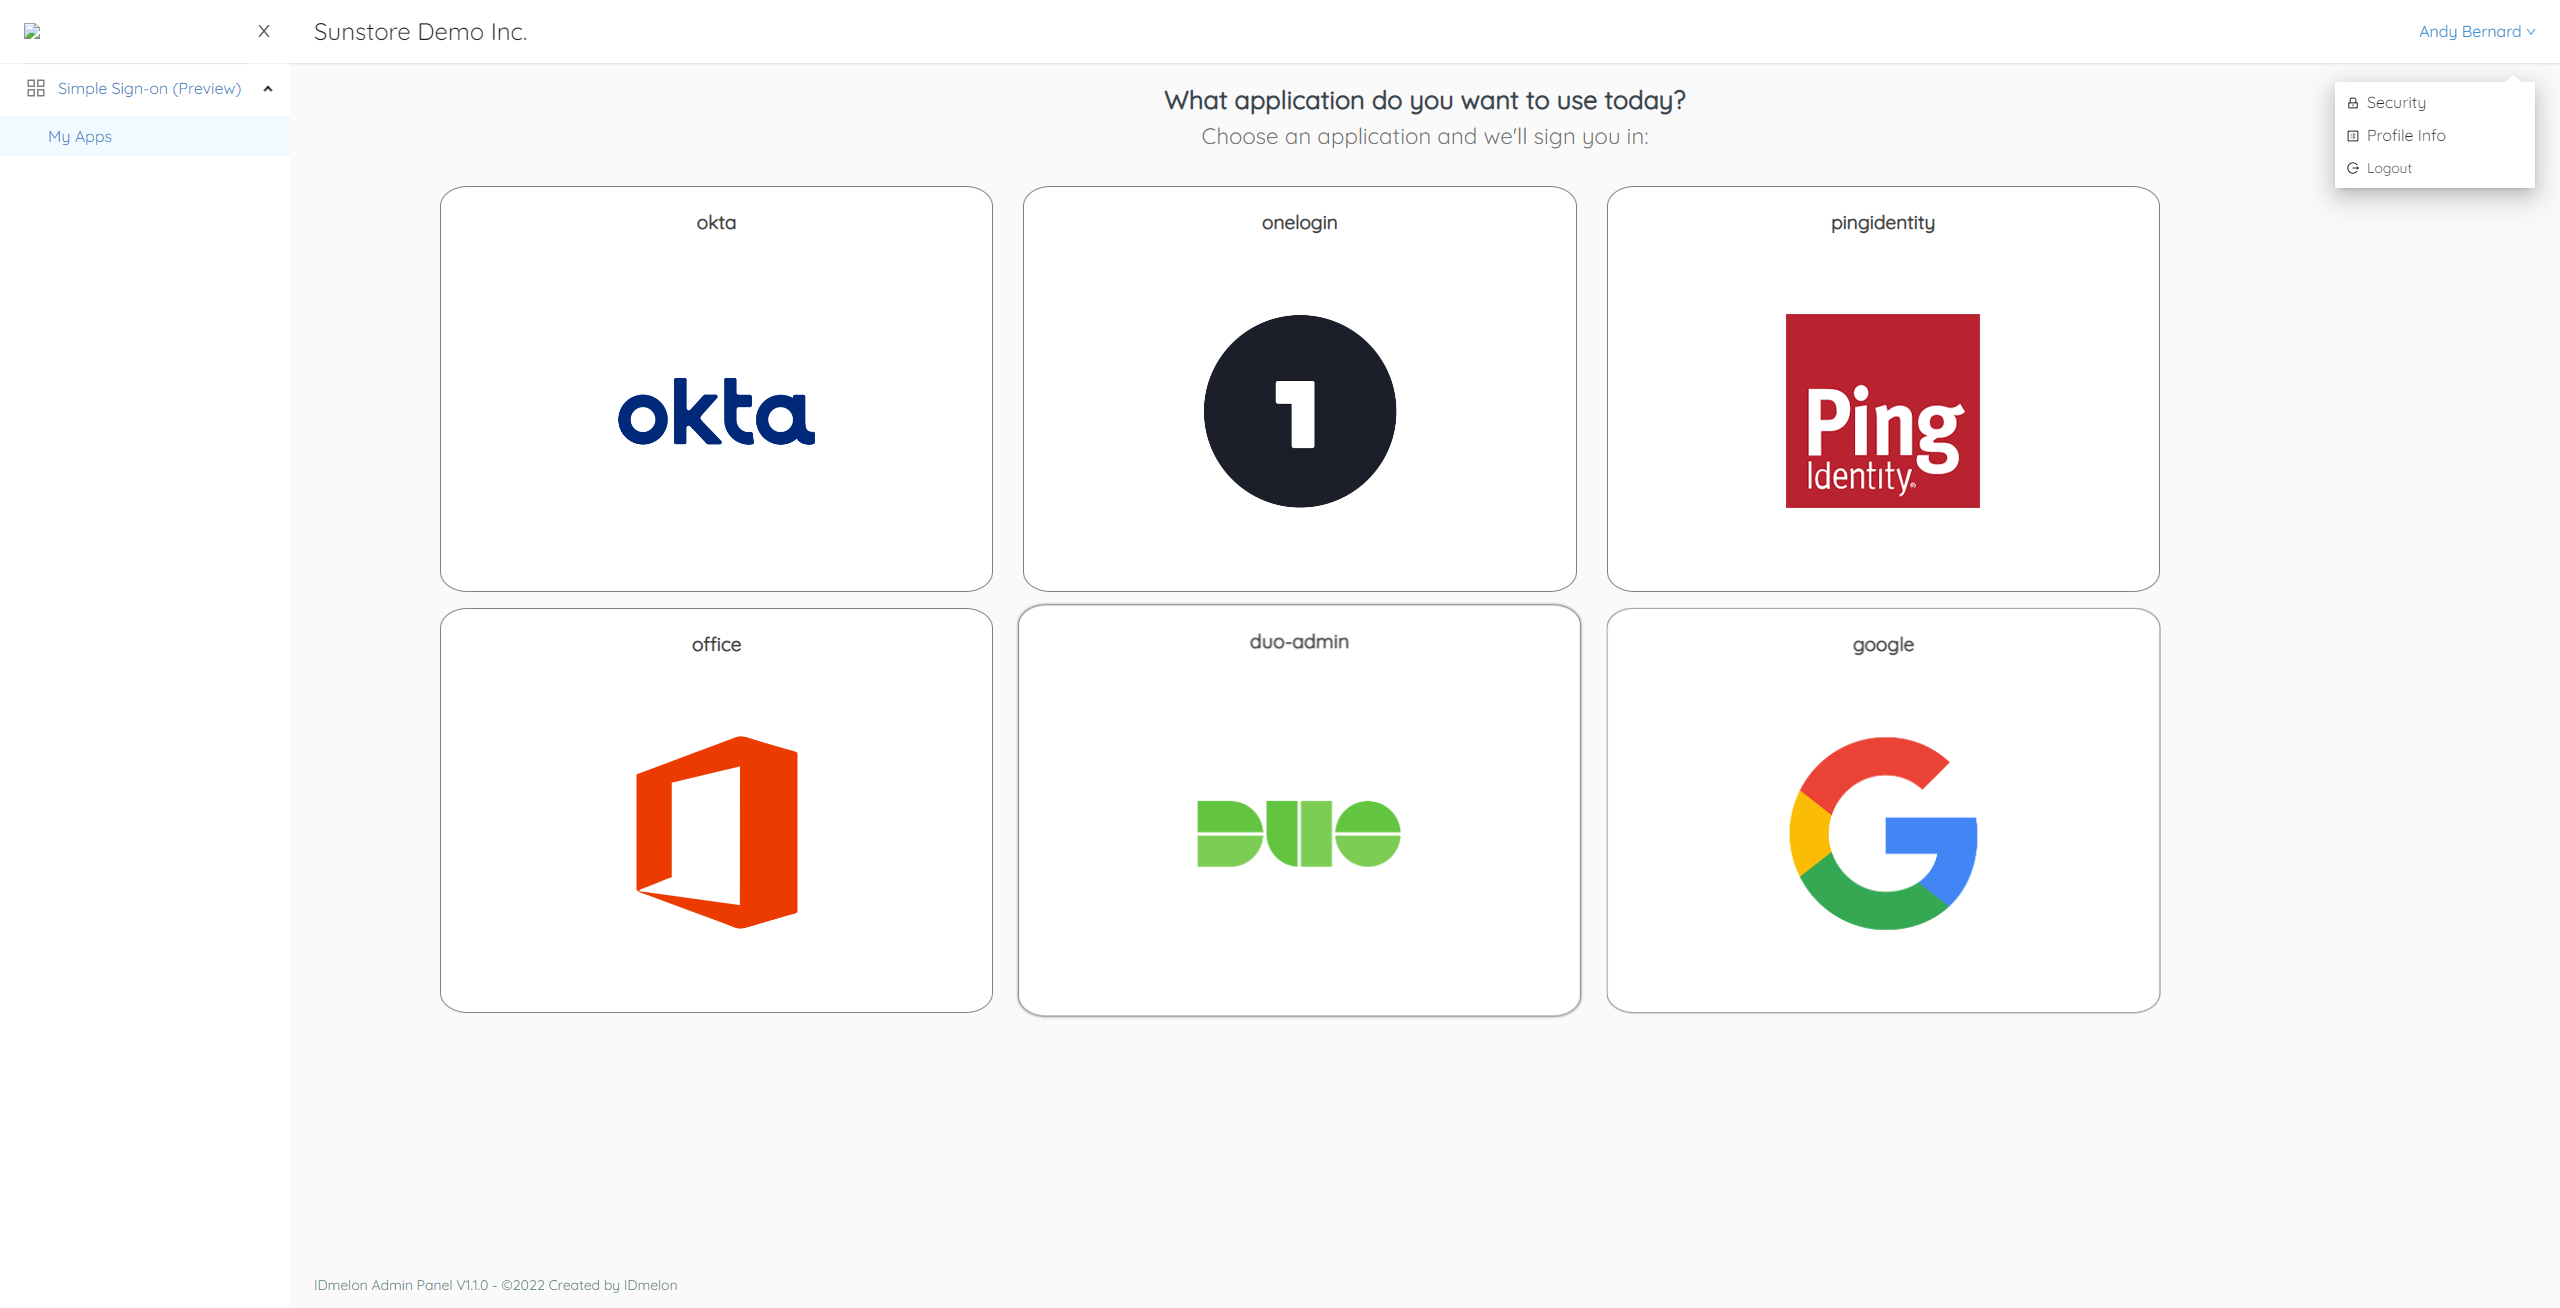 X
Sunstore Demo Inc.
Andy Bernard
Simple Sign-on (Preview)
My Apps
What application do you want to use today?
Choose an application and we'll sign you in:
Security
Profile Info
Logout
okta
okta
onelogin
1
pingidentity
Ping
Identity®
office
duo-admin
DUO
google
G
IDmelon Admin Panel V1.1.0 - ©2022 Created by IDmelon